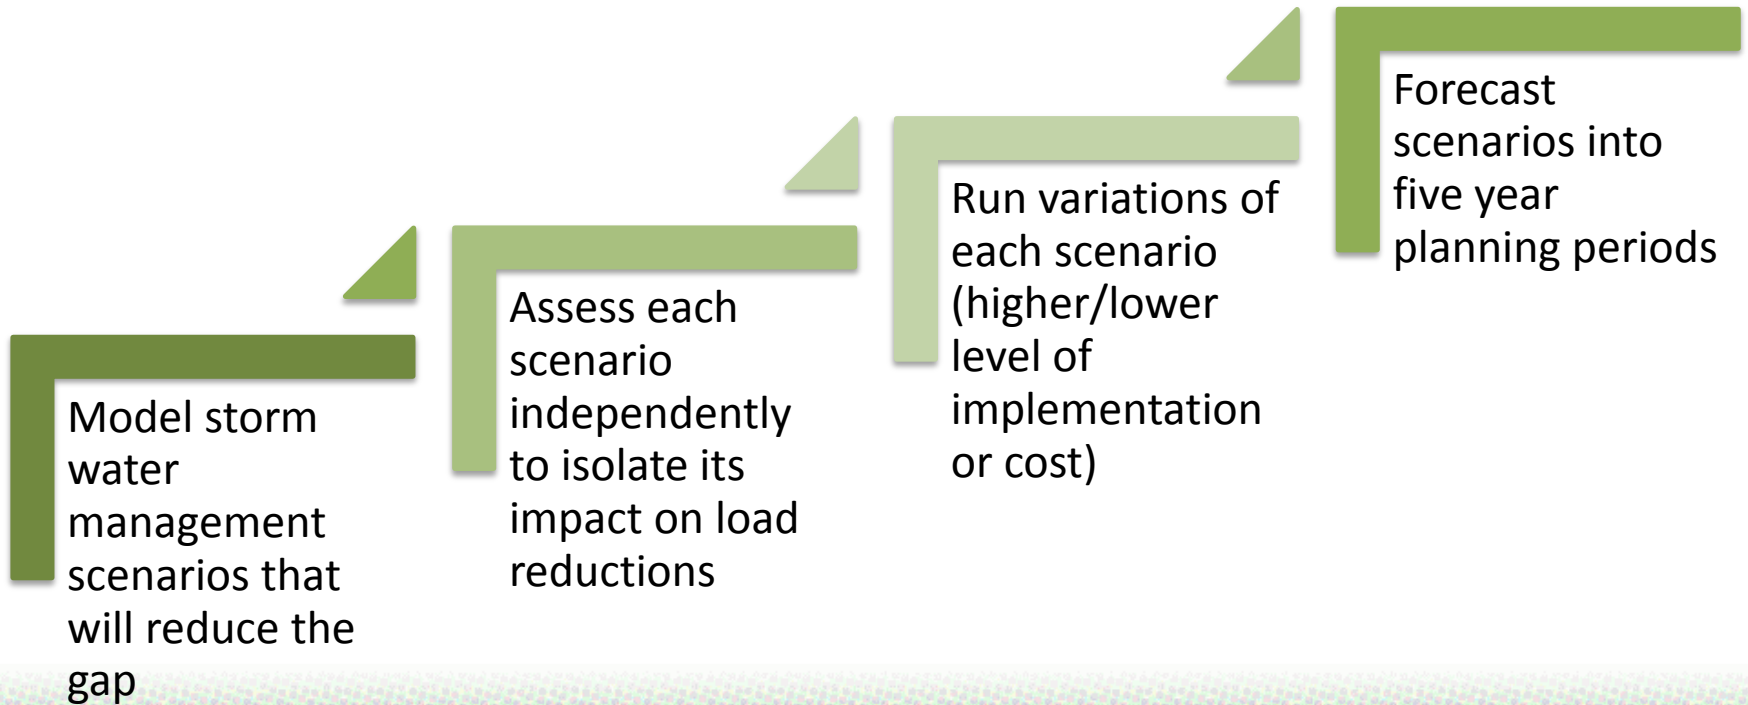 Model storm
water
management
scenarios that
will reduce the
gap
Assess each
scenario
independently
to isolate its
impact on load
reductions
Run variations of
each scenario
(higher/lower
level of
implementation
or cost)
Forecast
scenarios into
five year
planning periods